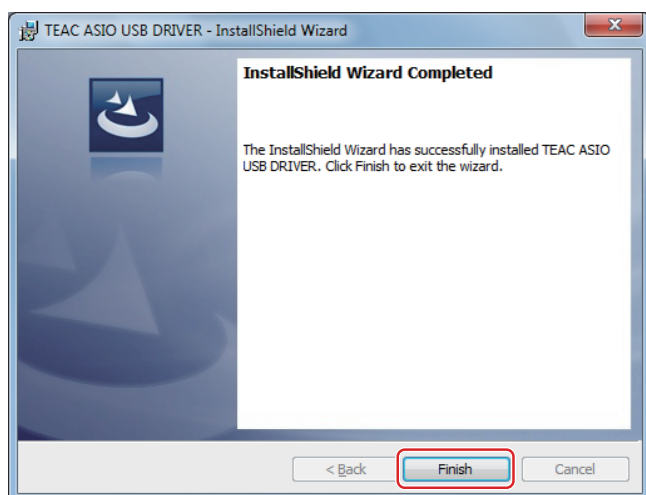 TEAC ASIO USB DRIVER - InstallShield Wizard
InstallShield Wizard Completed
The InstallShield Wizard has successfully installed TEAC ASIO
USB DRIVER. Click Finish to exit the wizard.
< Back Finish Cancel